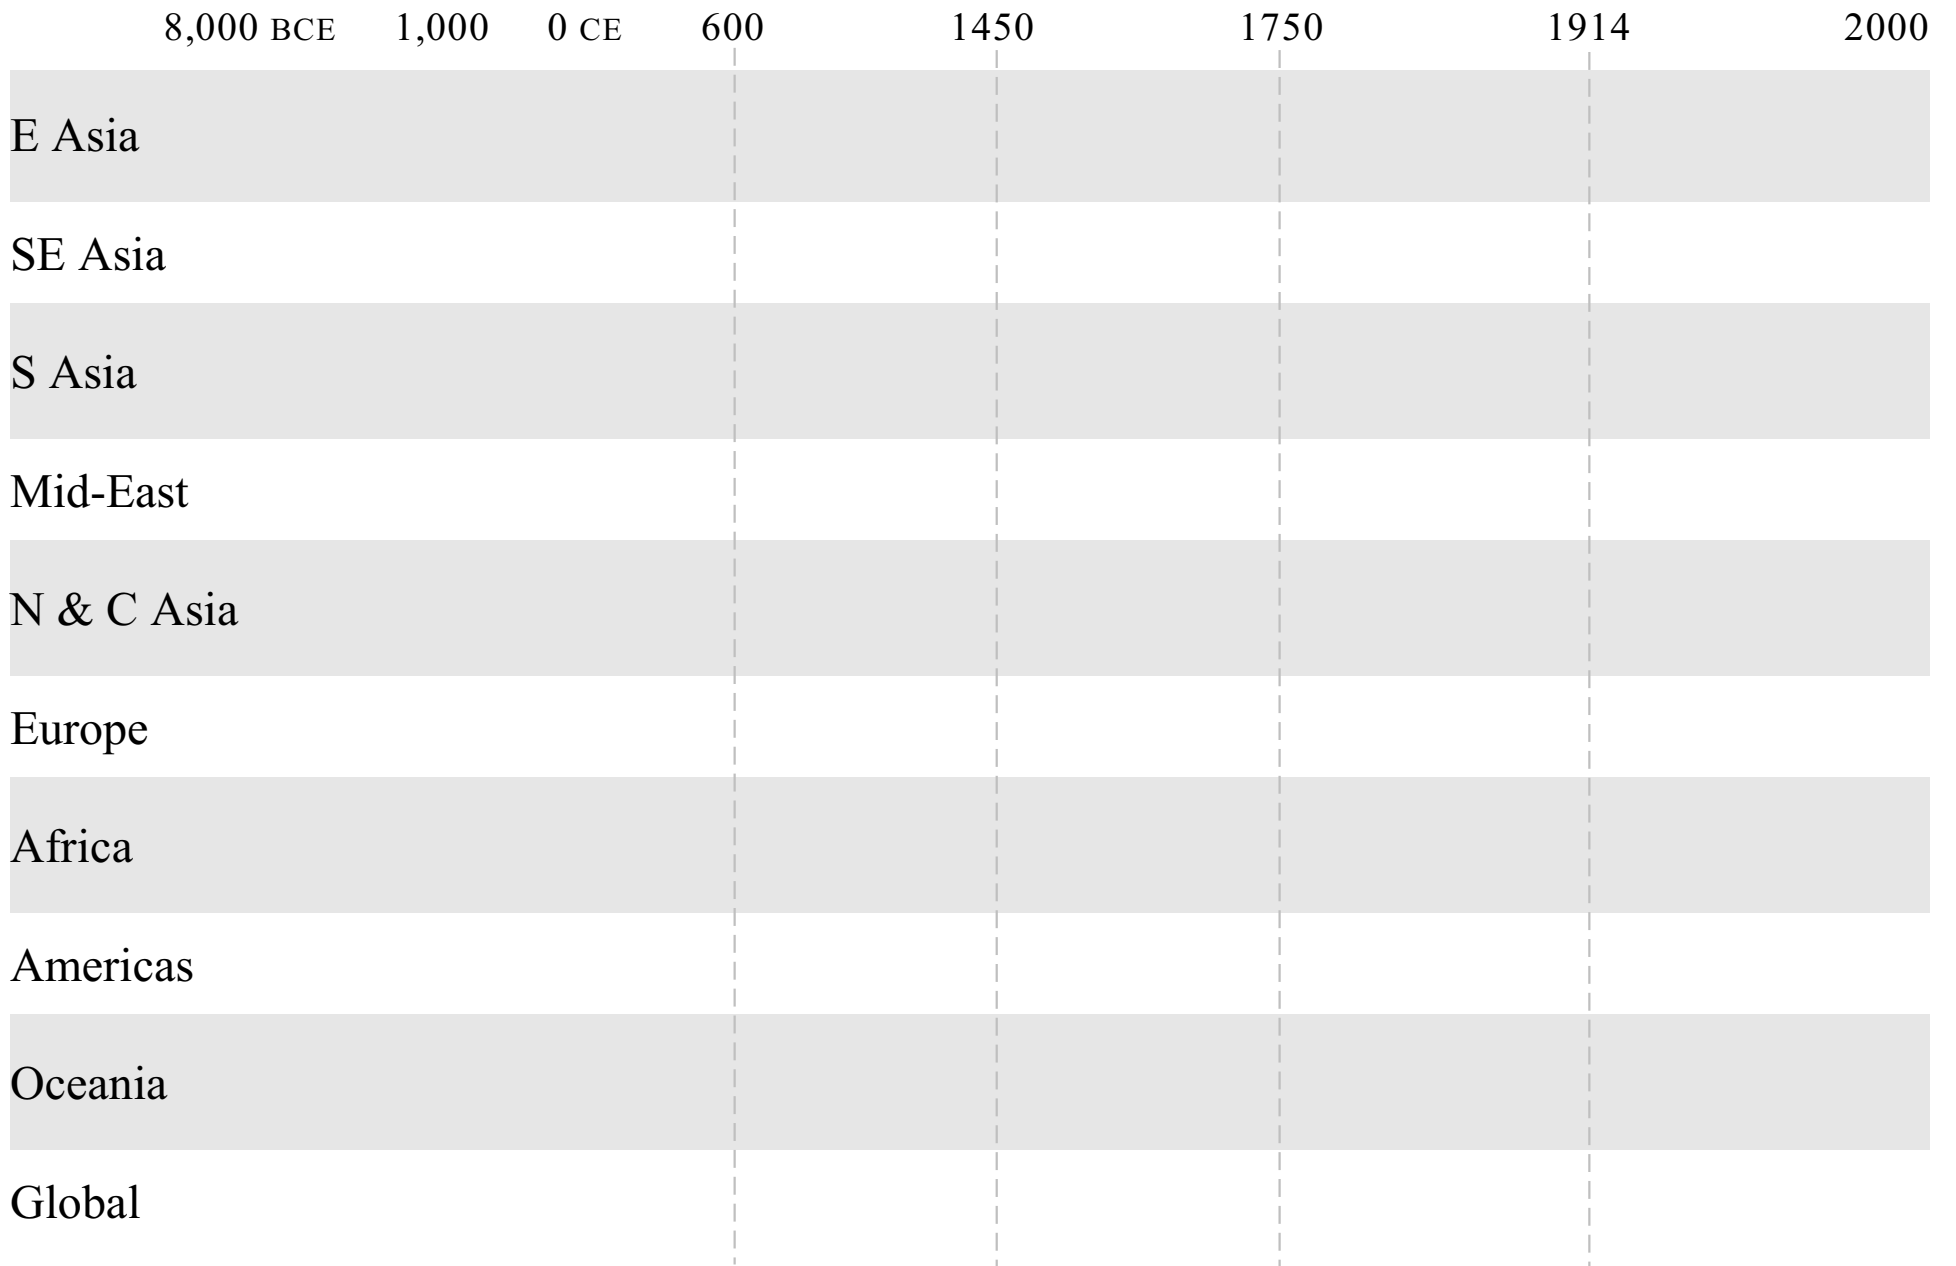 8,000 BCE 1,000 0 CE 600 1450 1750 1914 2000
E Asia
SE Asia
S Asia
Mid-East
N & C Asia
Europe
Africa
Americas
Oceania
Global